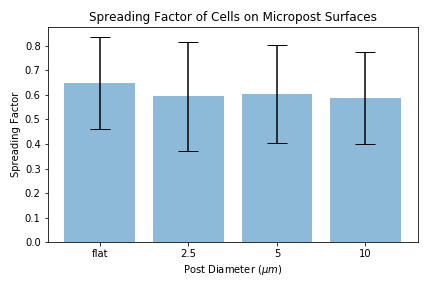 Spreading Factor of Cells on Micropost Surfaces
Spreading Factor
0.8
0.7
0.6
0.5
0.4
0.3
0.2
0.1
0.0
flat 2.5 5 10
Post Diameter (μm)